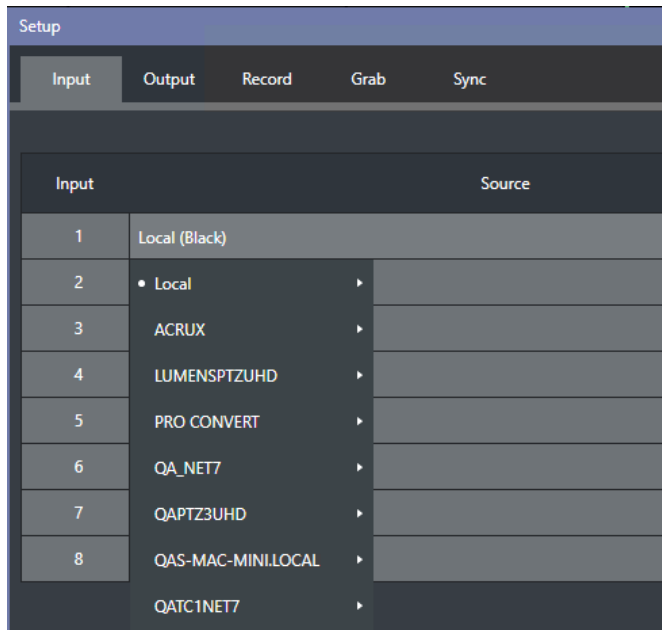 Setup
Input Output Record Grab Sync
Input Source
1 Local (Black)
2 • Local
3 ACRUX
4 LUMENSPTZUHD
5 PRO CONVERT
6 QA_NET7
7 QAPTZ3UHD
8 QAS-MAC-MINI.LOCAL
QATC1NET7